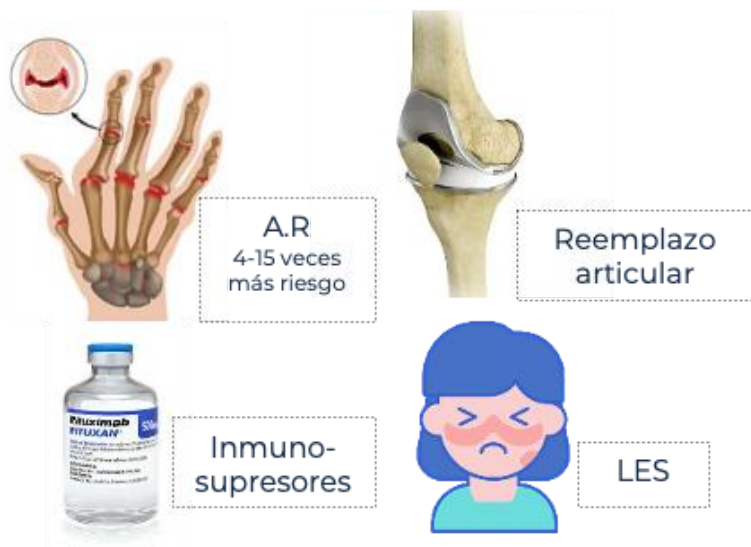 A.R
4-15 veces
más riesgo
Reemplazo
articular
Rituximab
RITUXAN
Inmuno-
supresores
LES